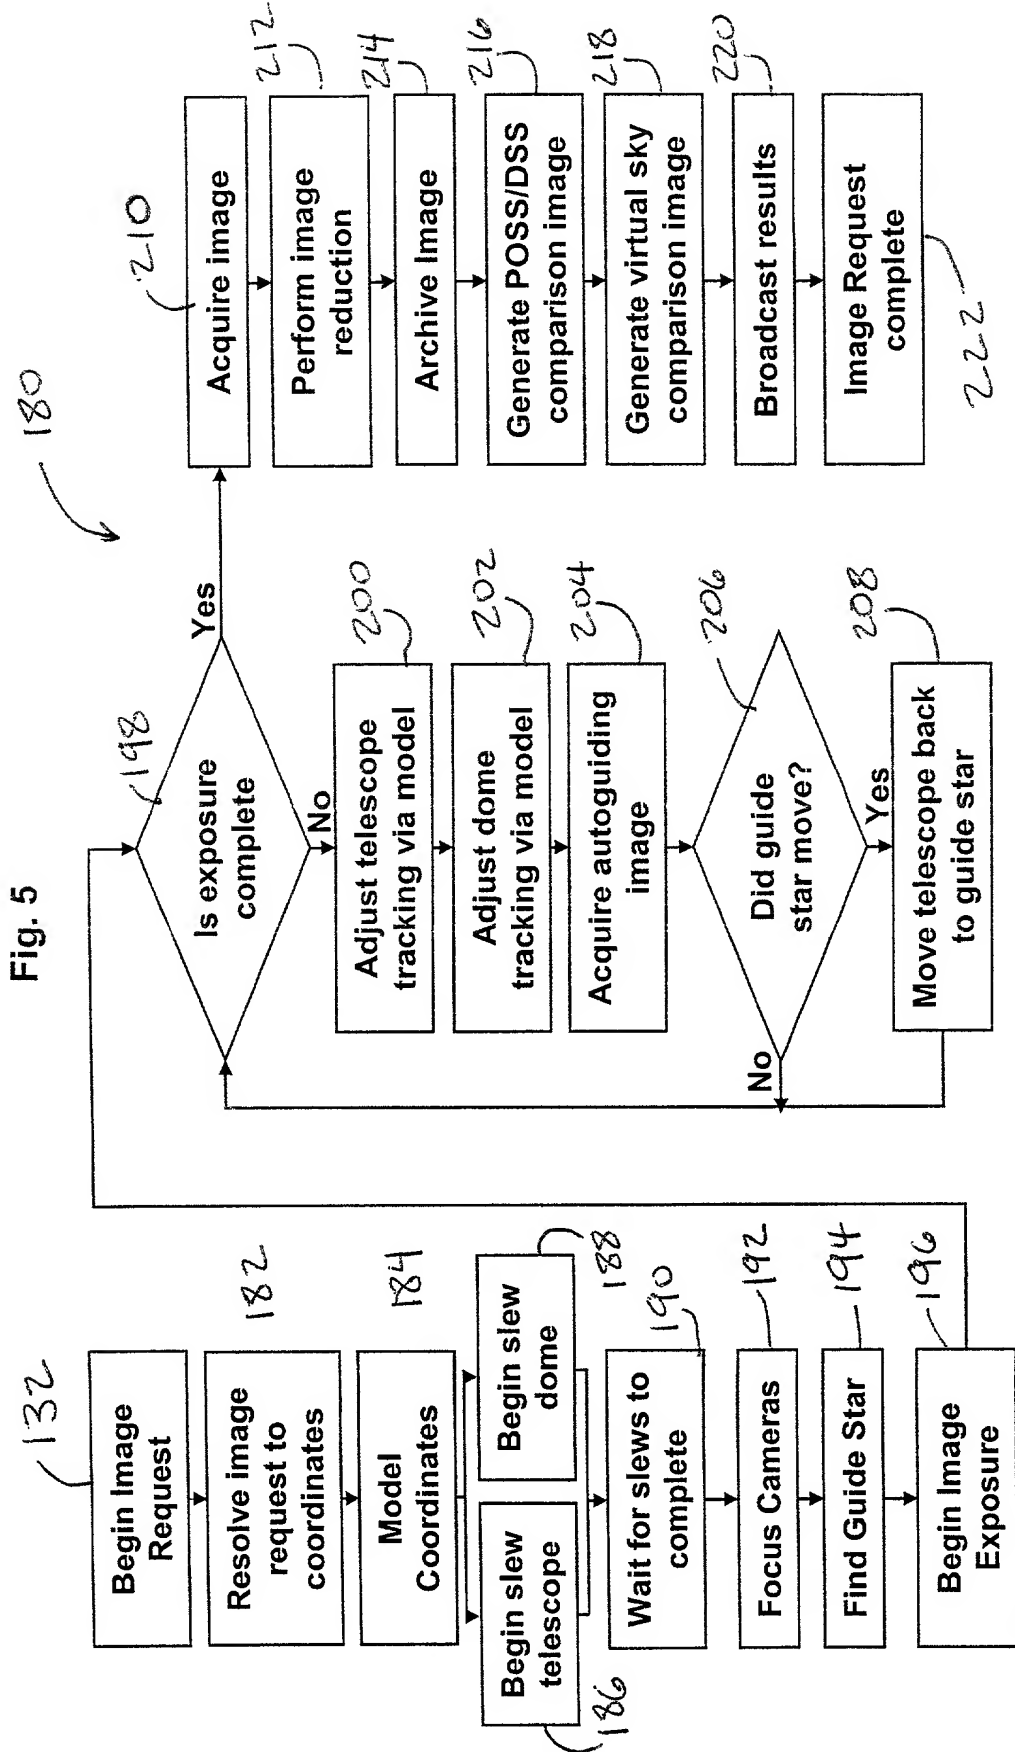 Fig. 5
180
132
Begin Image
Request
182
Resolve image
request to
coordinates
184
Model
Coordinates
186
Begin slew
telescope
188
Begin slew
dome
190
Wait for slews to
complete
192
Focus Cameras
194
Find Guide Star
196
Begin Image
Exposure
198
Is exposure
complete
Yes
No
200
Adjust telescope
tracking via model
202
Adjust dome
tracking via model
204
Acquire autoguiding
image
206
Did guide
star move?
No
Yes
208
Move telescope back
to guide star
210
Acquire image
212
Perform image
reduction
214
Archive Image
216
Generate POSS/DSS
comparison image
218
Generate virtual sky
comparison image
220
Broadcast results
222
Image Request
complete